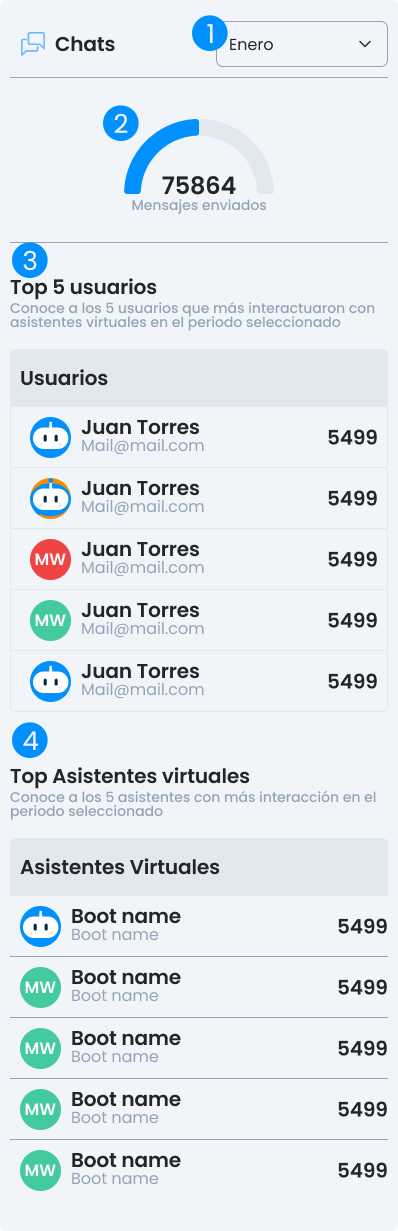 Chats
1
Enero
2
75864
Mensajes enviados
3
Top 5 usuarios
Conoce a los 5 usuarios que más interactuaron con
asistentes virtuales en el periodo seleccionado
Usuarios
Juan Torres
Mail@mail.com
5499
Juan Torres
Mail@mail.com
5499
MW
Juan Torres
Mail@mail.com
5499
MW
Juan Torres
Mail@mail.com
5499
Juan Torres
Mail@mail.com
5499
4
Top Asistentes virtuales
Conoce a los 5 asistentes con más interacción en el
periodo seleccionado
Asistentes Virtuales
Boot name
Boot name
5499
MW
Boot name
Boot name
5499
MW
Boot name
Boot name
5499
MW
Boot name
Boot name
5499
MW
Boot name
Boot name
5499